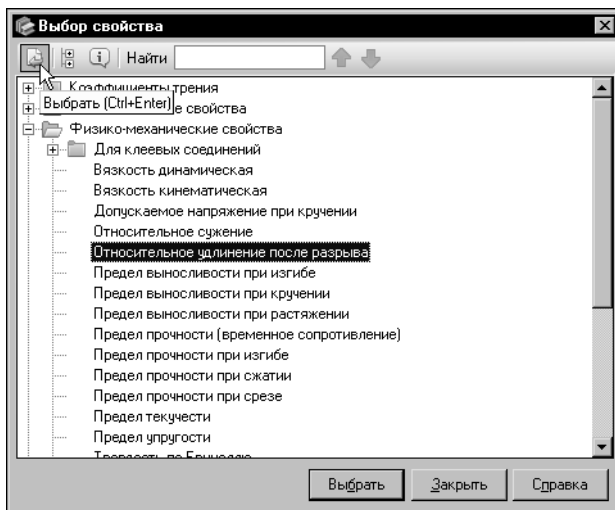 Выбор свойства
Найти
Коэффициенты трения
Выбрать (Ctrl+Enter)
е свойства
Физико-механические свойства
Для клеевых соединений
Вязкость динамическая
Вязкость кинематическая
Допускаемое напряжение при кручении
Относительное сужение
Относительное удлинение после разрыва
Предел выносливости при изгибе
Предел выносливости при кручении
Предел выносливости при растяжении
Предел прочности (временное сопротивление)
Предел прочности при изгибе
Предел прочности при сжатии
Предел прочности при срезе
Предел текучести
Предел упругости
Твердость по Бринеллю
Выбрать Закрыть Справка